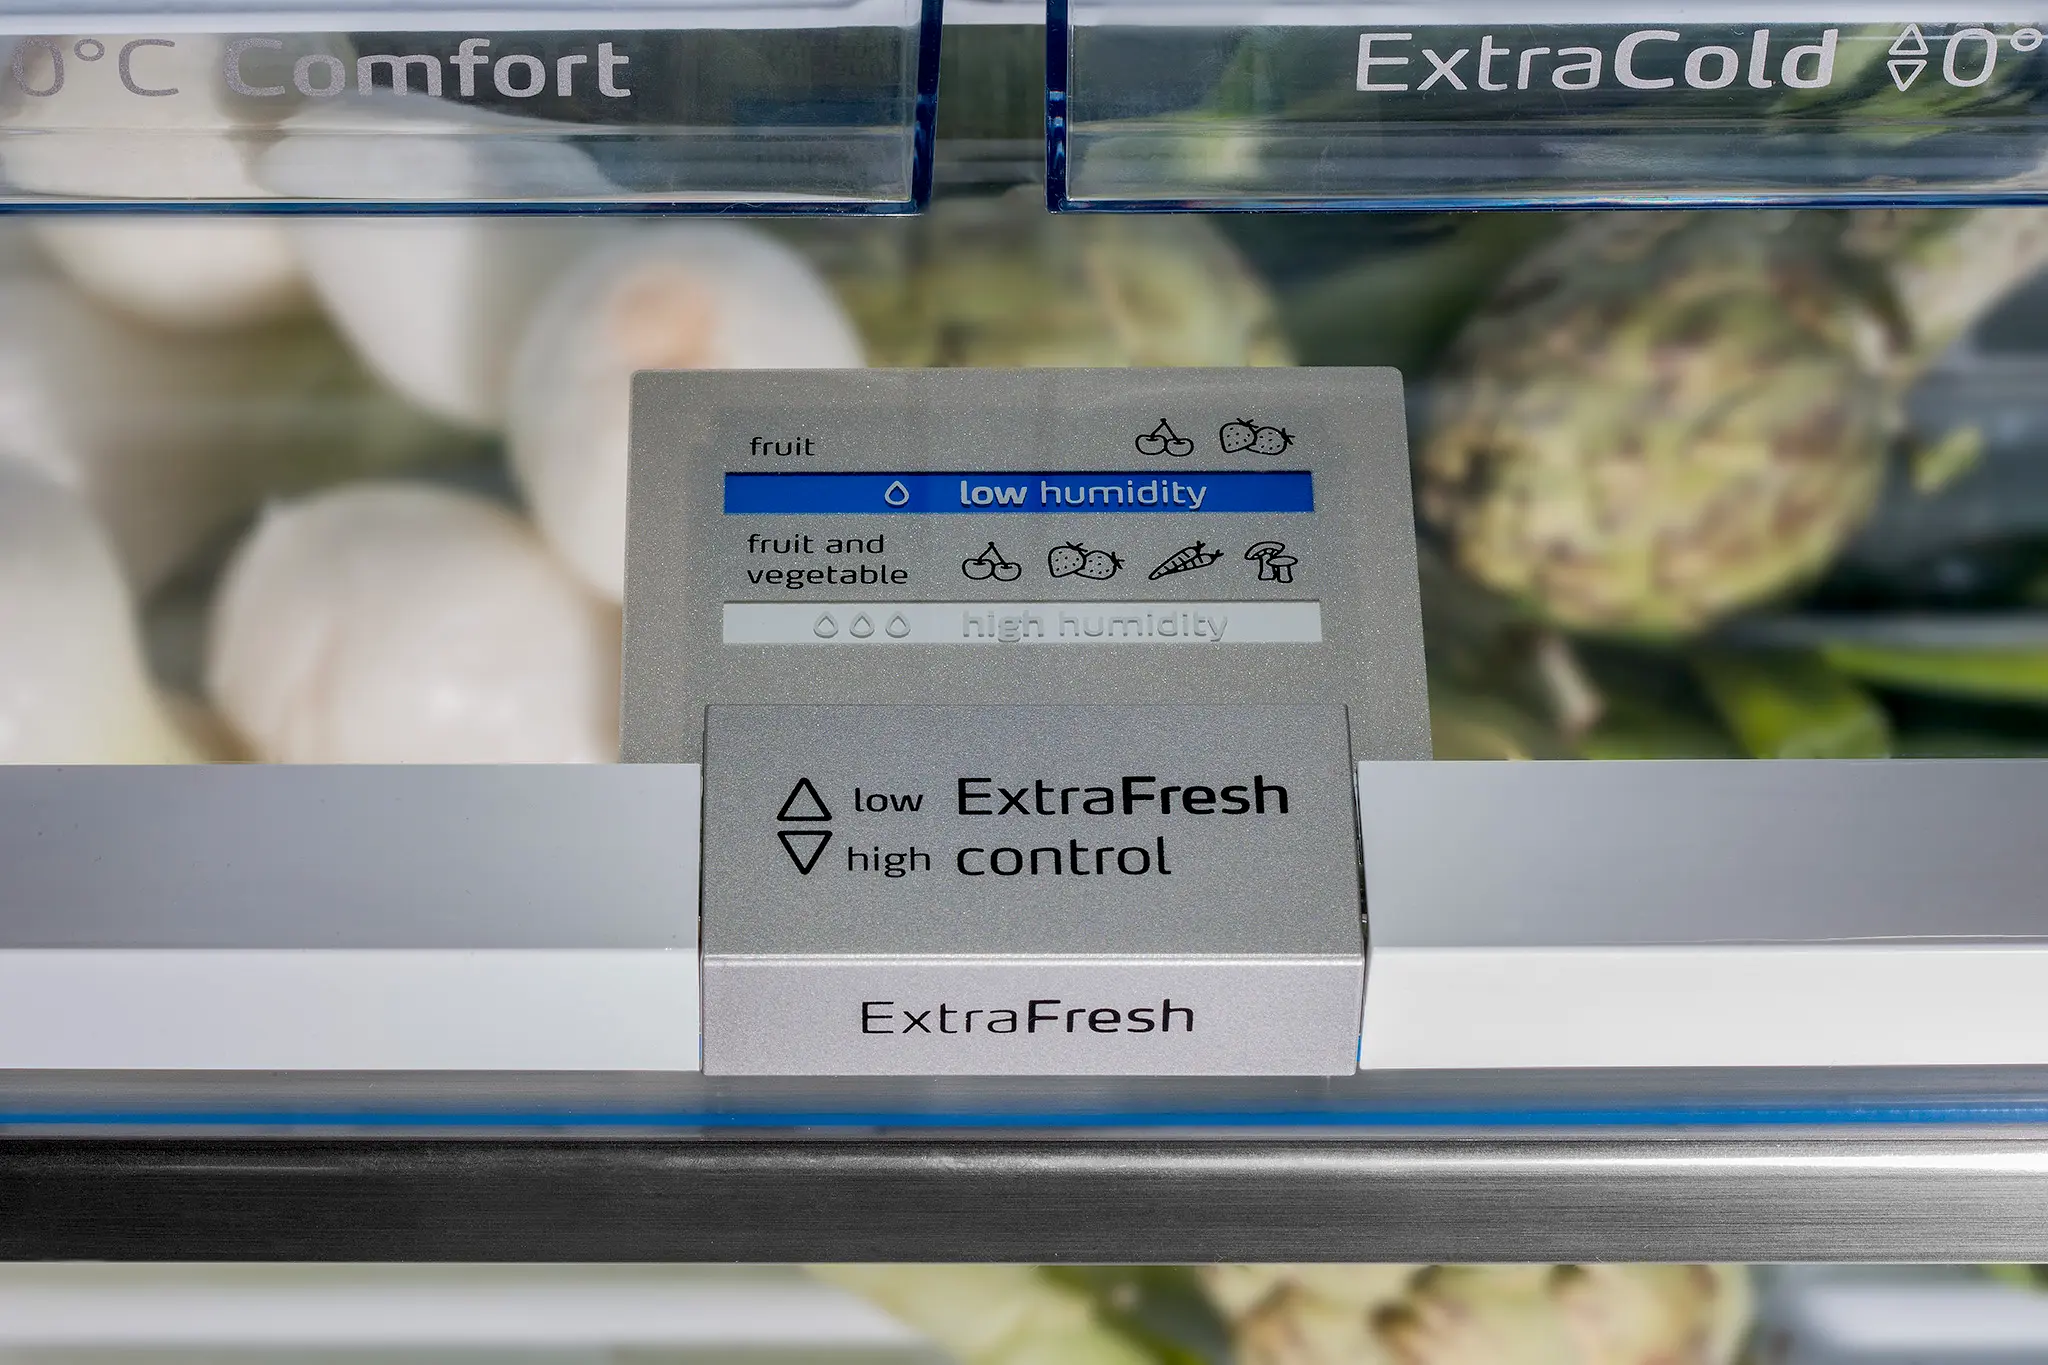 0°C Comfort
ExtraCold 0°
fruit
low humidity
fruit and
vegetable
high humidity
low ExtraFresh
high control
ExtraFresh